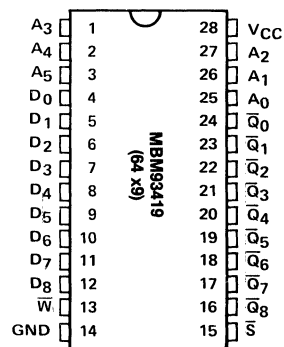 A3 1 28 VCC
A4 2 27 A2
A5 3 26 A1
D0 4 25 A0
D1 5 24 Q̅0
D2 6 23 Q̅1
D3 7 22 Q̅2
D4 8 21 Q̅3
D5 9 20 Q̅4
D6 10 19 Q̅5
D7 11 18 Q̅6
D8 12 17 Q̅7
W̅ 13 16 Q̅8
GND 14 15 S̅
MBM93419
(64 x9)